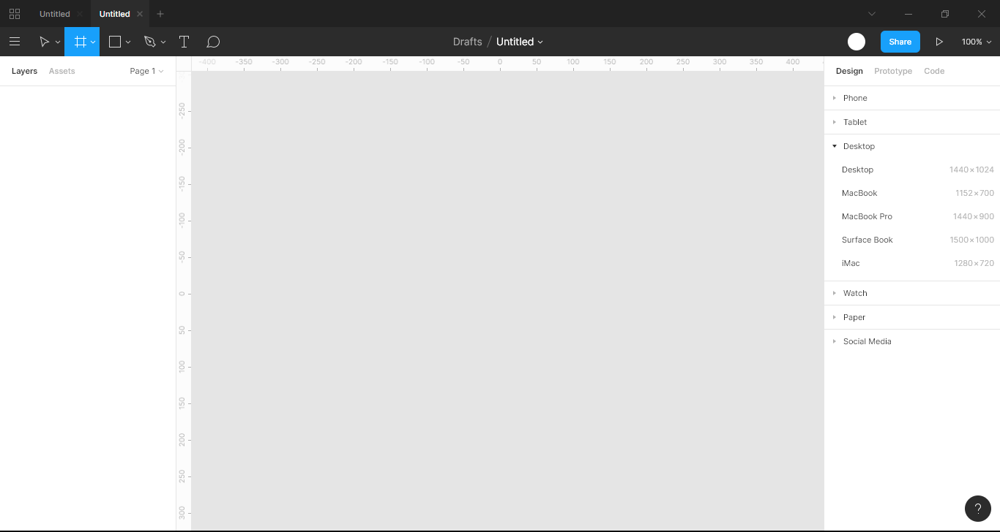 Untitled
Untitled
Drafts / Untitled
Share
100%
Layers Assets Page 1
-400 -350 -300 -250 -200 -150 -100 -50 0 50 100 150 200 250 300 350 400
-250
-200
-150
-100
-50
0
50
100
150
200
250
300
Design Prototype Code
Phone
Tablet
Desktop
Desktop 1440×1024
MacBook 1152×700
MacBook Pro 1440×900
Surface Book 1500×1000
iMac 1280×720
Watch
Paper
Social Media
?